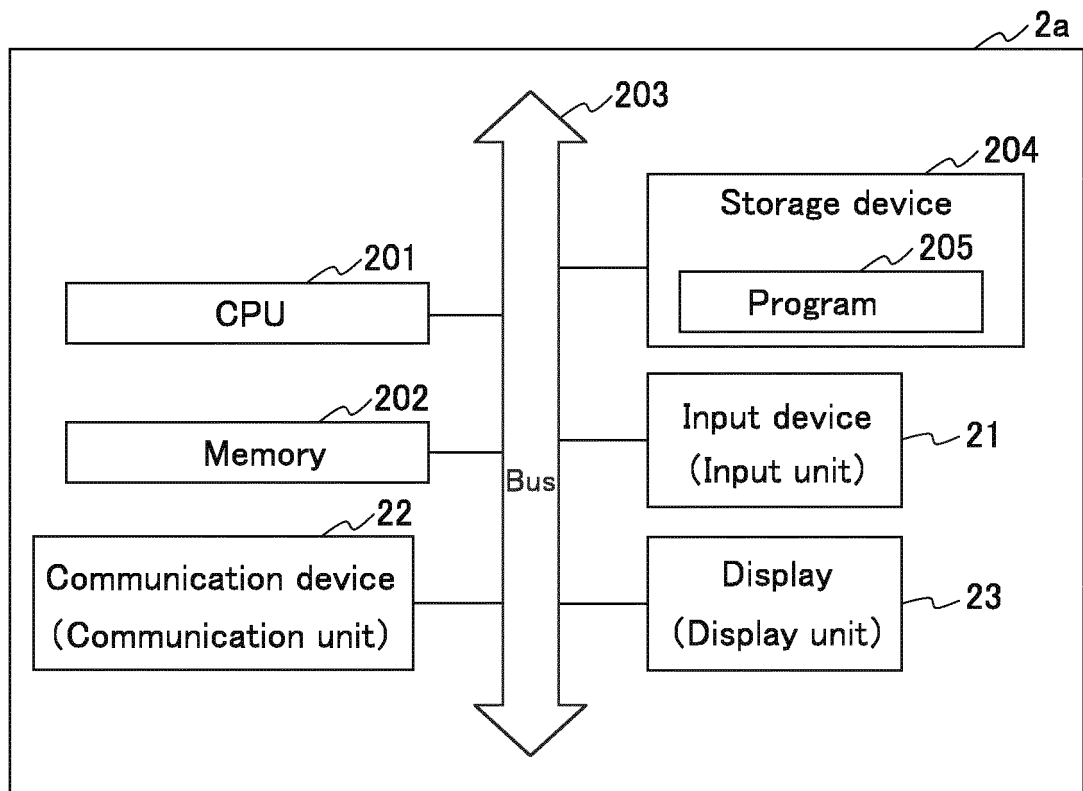 2a
203
204
Storage device
205
Program
201
CPU
202
Memory
Bus
Input device
(Input unit)
21
22
Communication device
(Communication unit)
Display
(Display unit)
23